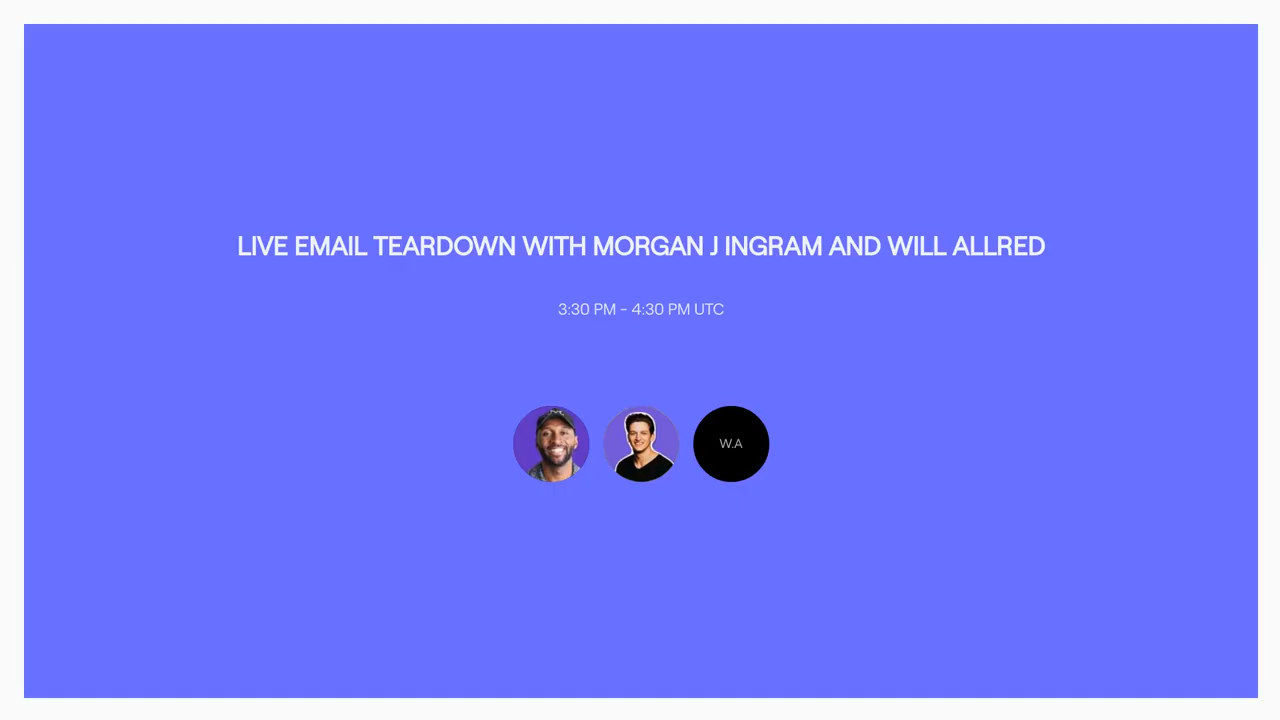 LIVE EMAIL TEARDOWN WITH MORGAN J INGRAM AND WILL ALLRED
3:30 PM - 4:30 PM UTC
W.A